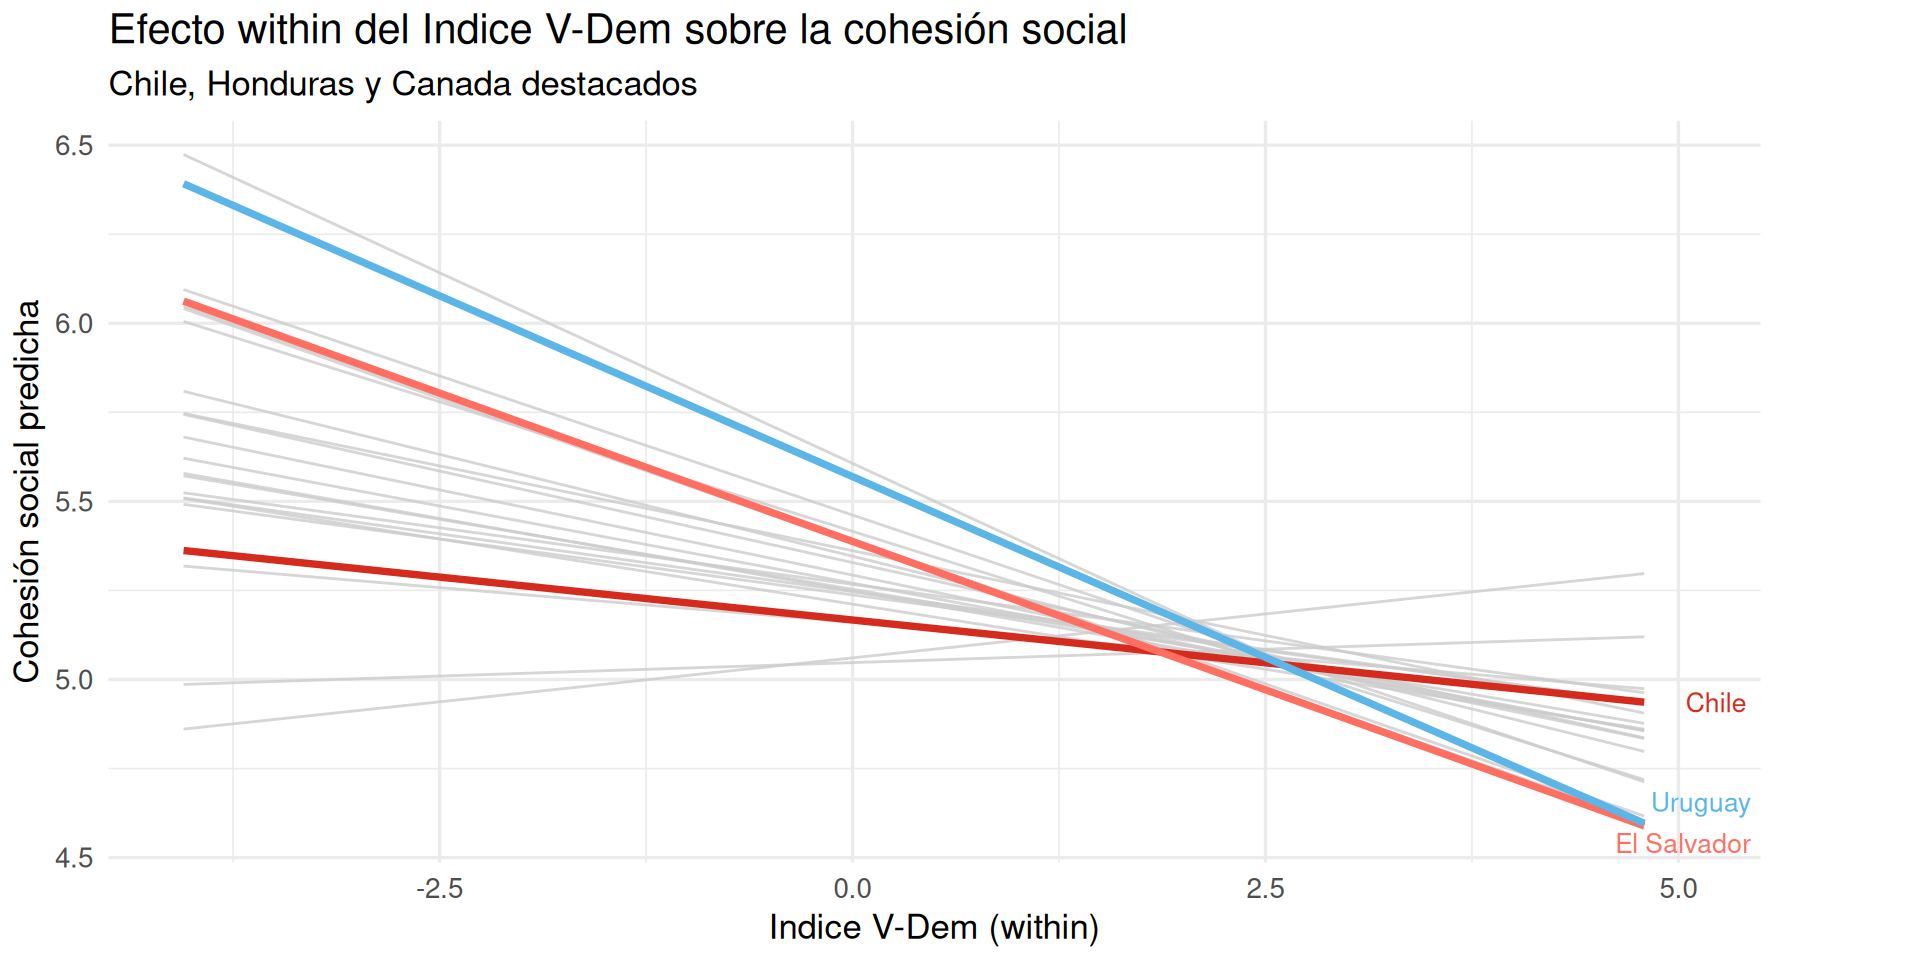 Efecto within del Indice V-Dem sobre la cohesión social
Chile, Honduras y Canada destacados
Cohesión social predicha
6.5
6.0
5.5
5.0
4.5
Chile
Uruguay
El Salvador
-2.5
0.0
2.5
5.0
Indice V-Dem (within)